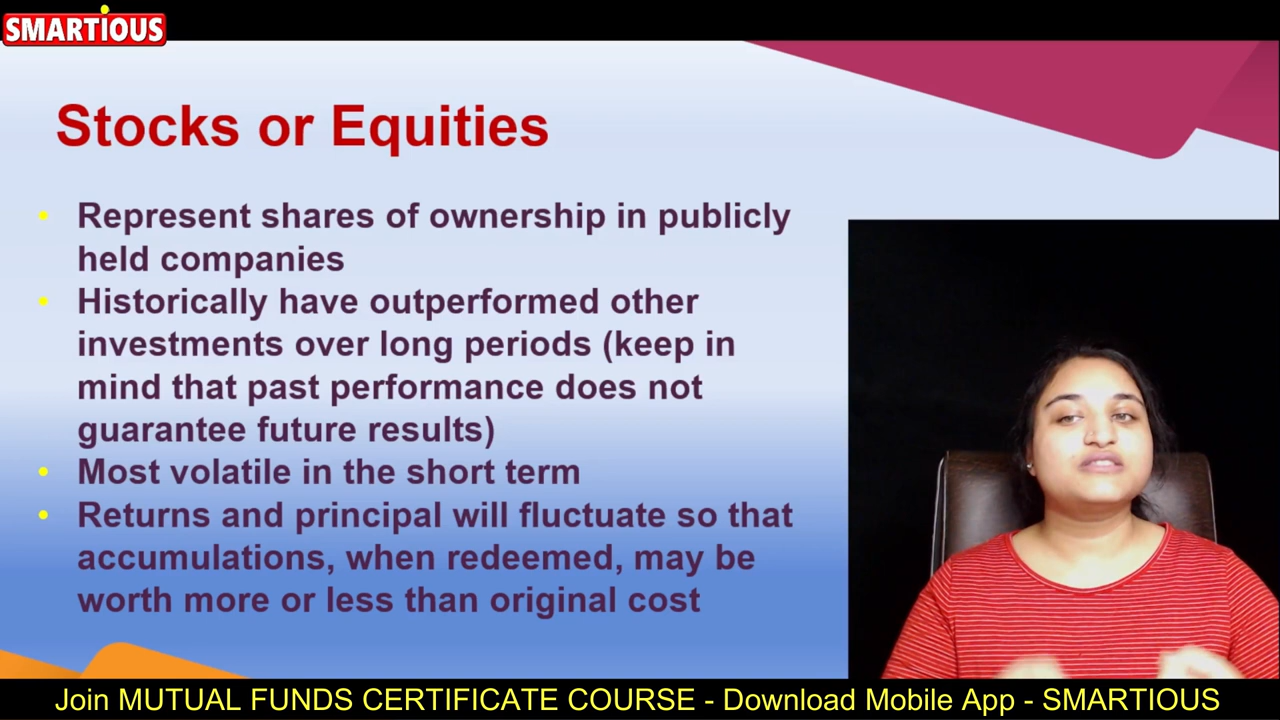 SMARTiOUS
Stocks or Equities
• Represent shares of ownership in publicly
held companies
• Historically have outperformed other
investments over long periods (keep in
mind that past performance does not
guarantee future results)
• Most volatile in the short term
• Returns and principal will fluctuate so that
accumulations, when redeemed, may be
worth more or less than original cost
Join MUTUAL FUNDS CERTIFICATE COURSE - Download Mobile App - SMARTIOUS